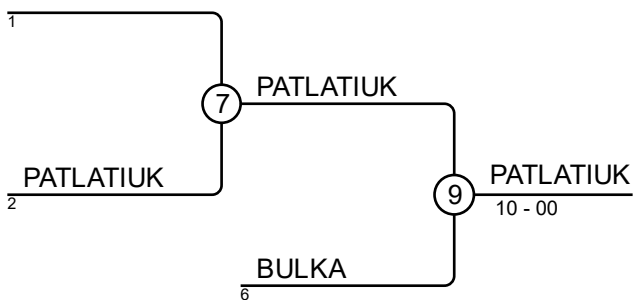 1
7
PATLATIUK
PATLATIUK
2
9
PATLATIUK
10 - 00
BULKA
6